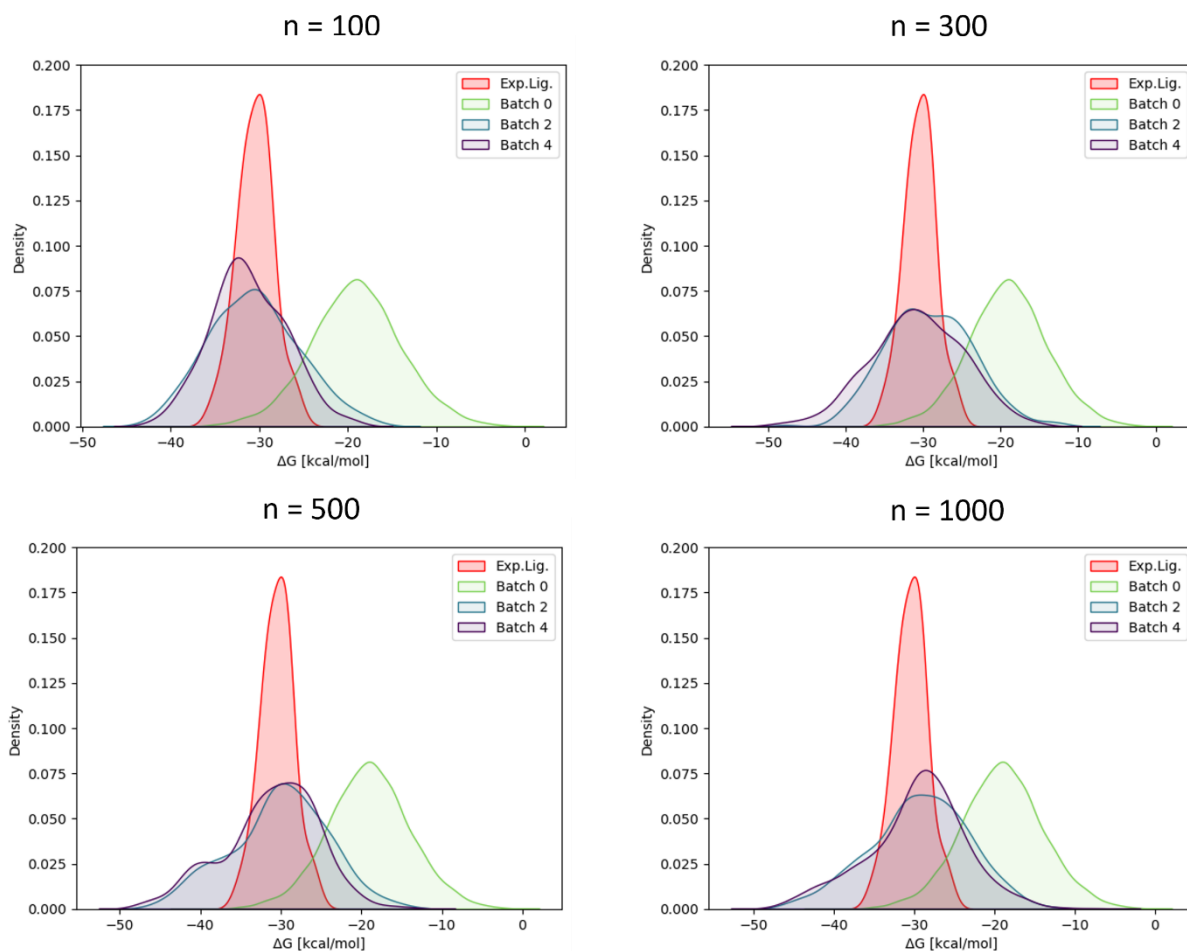 n = 100
0.200
0.175
0.150
0.125
0.100
0.075
0.050
0.025
0.000
Density
−50 −40 −30 −20 −10 0
ΔG [kcal/mol]
Exp.Lig.
Batch 0
Batch 2
Batch 4
n = 300
0.200
0.175
0.150
0.125
0.100
0.075
0.050
0.025
0.000
Density
−50 −40 −30 −20 −10 0
ΔG [kcal/mol]
Exp.Lig.
Batch 0
Batch 2
Batch 4
n = 500
0.200
0.175
0.150
0.125
0.100
0.075
0.050
0.025
0.000
Density
−50 −40 −30 −20 −10 0
ΔG [kcal/mol]
Exp.Lig.
Batch 0
Batch 2
Batch 4
n = 1000
0.200
0.175
0.150
0.125
0.100
0.075
0.050
0.025
0.000
Density
−50 −40 −30 −20 −10 0
ΔG [kcal/mol]
Exp.Lig.
Batch 0
Batch 2
Batch 4